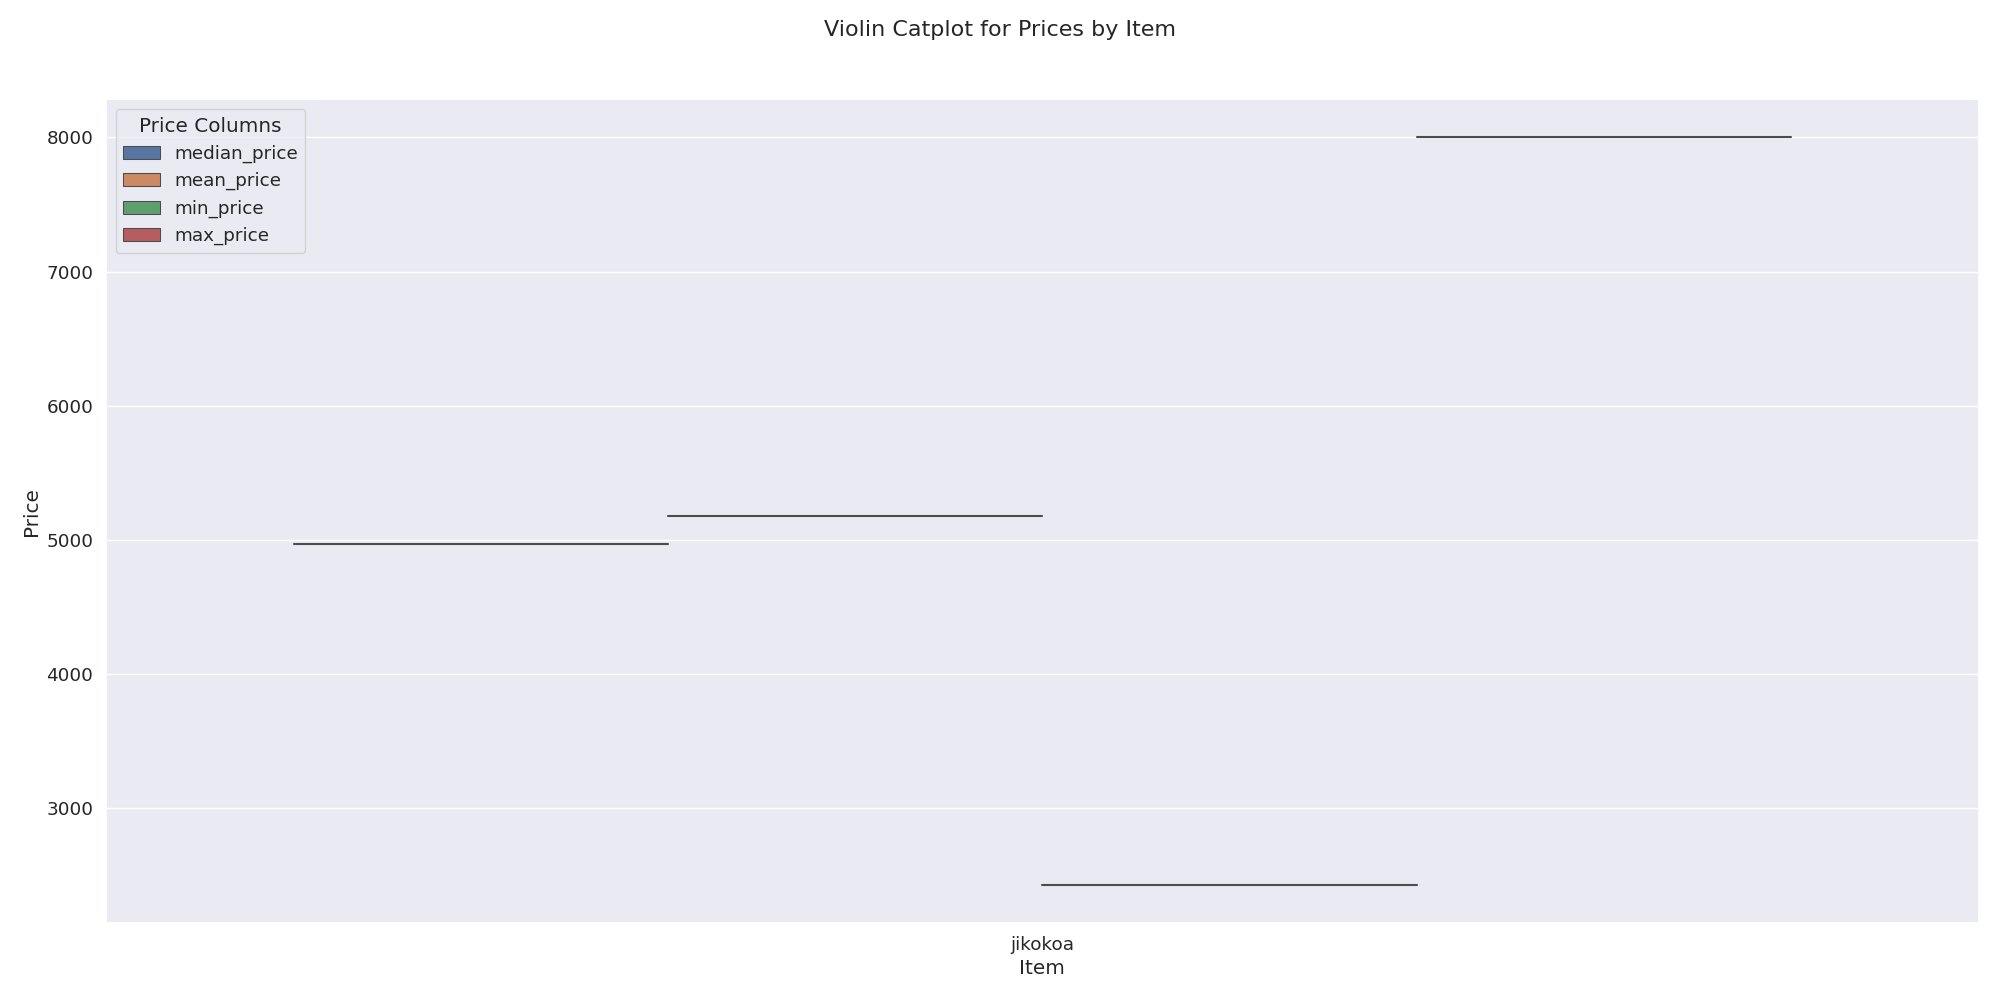 Violin Catplot for Prices by Item
Price Columns
median_price
mean_price
min_price
max_price
8000
7000
6000
5000
4000
3000
Price
jikokoa
Item